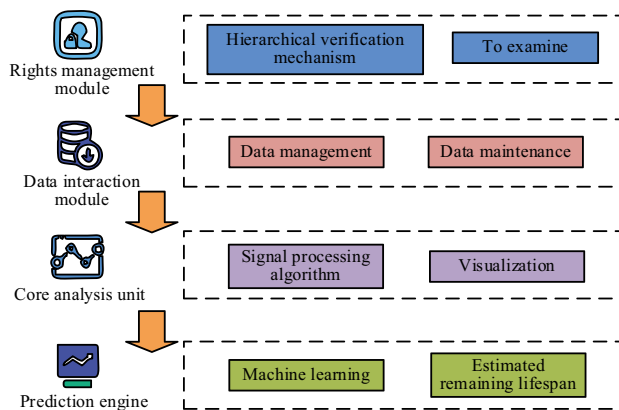 Rights management
module
Hierarchical verification
mechanism
To examine
Data interaction
module
Data management
Data maintenance
Core analysis unit
Signal processing
algorithm
Visualization
Prediction engine
Machine learning
Estimated
remaining lifespan